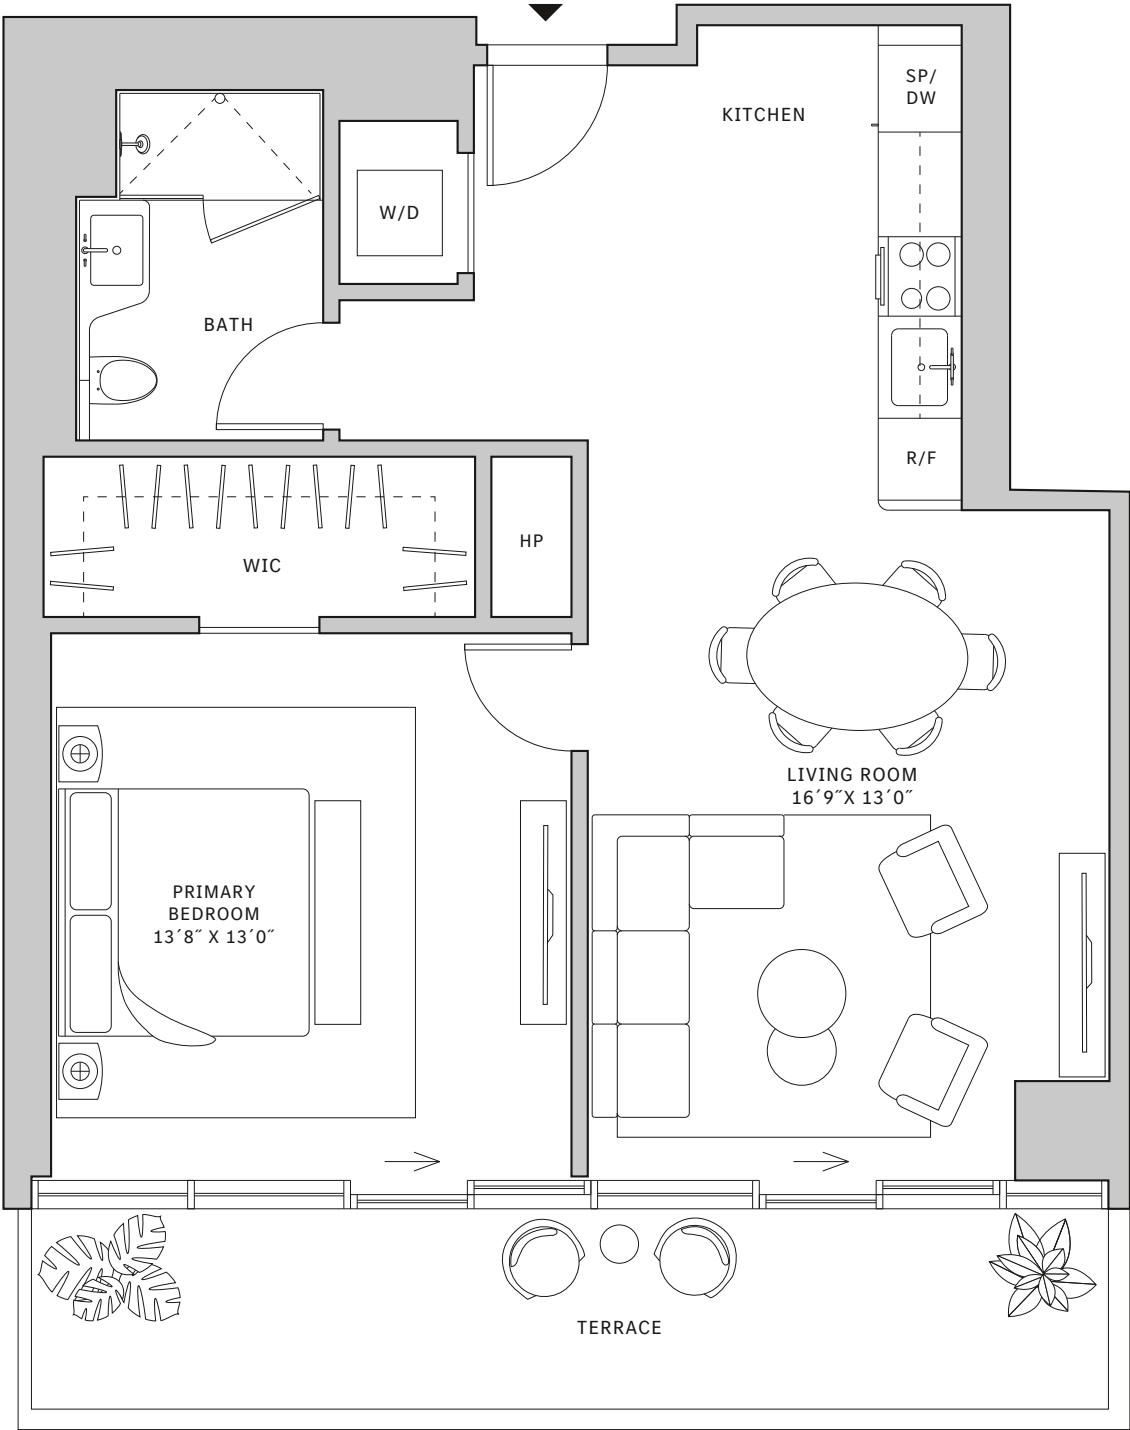 SP/
DW
KITCHEN
W/D
BATH
R/F
HP
WIC
LIVING ROOM
16´9˝X 13´0˝
PRIMARY
BEDROOM
13´8˝ X 13´0˝
TERRACE